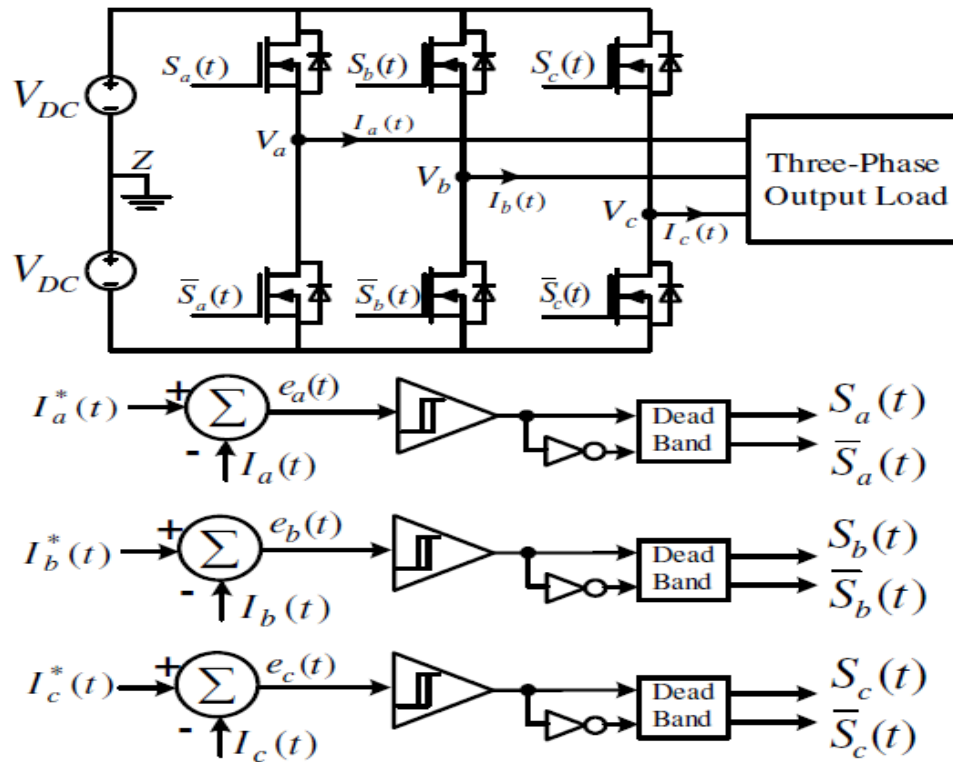 S_a(t)
S_b(t)
S_c(t)
V_DC
I_a(t)
V_a
Z
V_b
I_b(t)
V_c
I_c(t)
Three-Phase
Output Load
V_DC
S̅_a(t)
S̅_b(t)
S̅_c(t)
I*_a(t)
+
Σ
-
e_a(t)
I_a(t)
Dead
Band
S_a(t)
S̅_a(t)
I*_b(t)
+
Σ
-
e_b(t)
I_b(t)
Dead
Band
S_b(t)
S̅_b(t)
I*_c(t)
+
Σ
-
e_c(t)
I_c(t)
Dead
Band
S_c(t)
S̅_c(t)